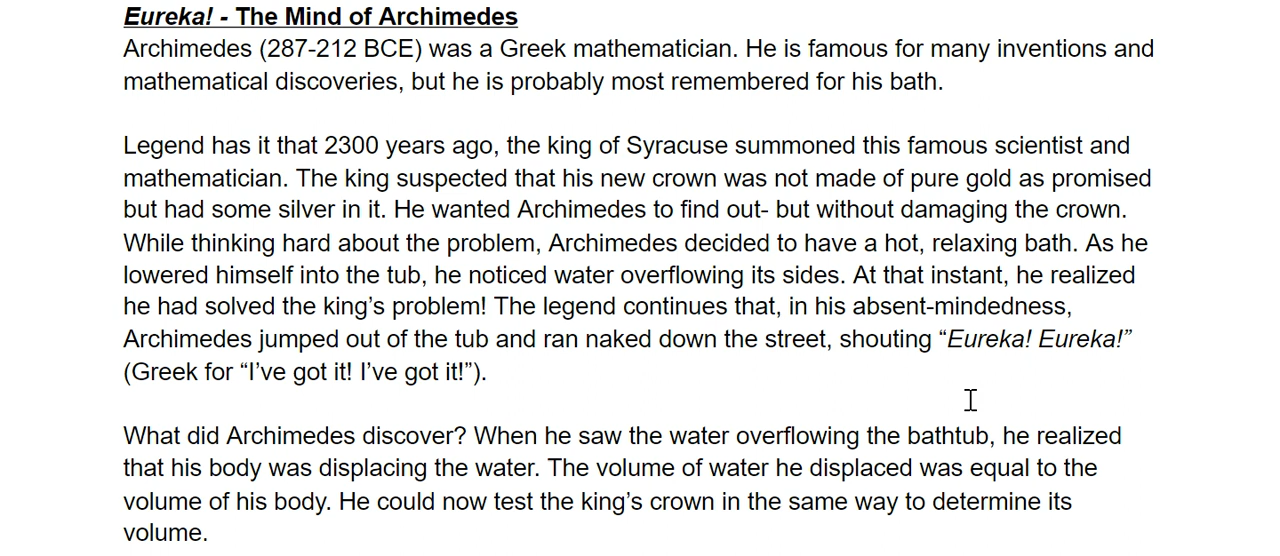 Eureka! - The Mind of Archimedes
Archimedes (287-212 BCE) was a Greek mathematician. He is famous for many inventions and
mathematical discoveries, but he is probably most remembered for his bath.
Legend has it that 2300 years ago, the king of Syracuse summoned this famous scientist and
mathematician. The king suspected that his new crown was not made of pure gold as promised
but had some silver in it. He wanted Archimedes to find out- but without damaging the crown.
While thinking hard about the problem, Archimedes decided to have a hot, relaxing bath. As he
lowered himself into the tub, he noticed water overflowing its sides. At that instant, he realized
he had solved the king’s problem! The legend continues that, in his absent-mindedness,
Archimedes jumped out of the tub and ran naked down the street, shouting “Eureka! Eureka!”
(Greek for “I’ve got it! I’ve got it!”).
What did Archimedes discover? When he saw the water overflowing the bathtub, he realized
that his body was displacing the water. The volume of water he displaced was equal to the
volume of his body. He could now test the king’s crown in the same way to determine its
volume.